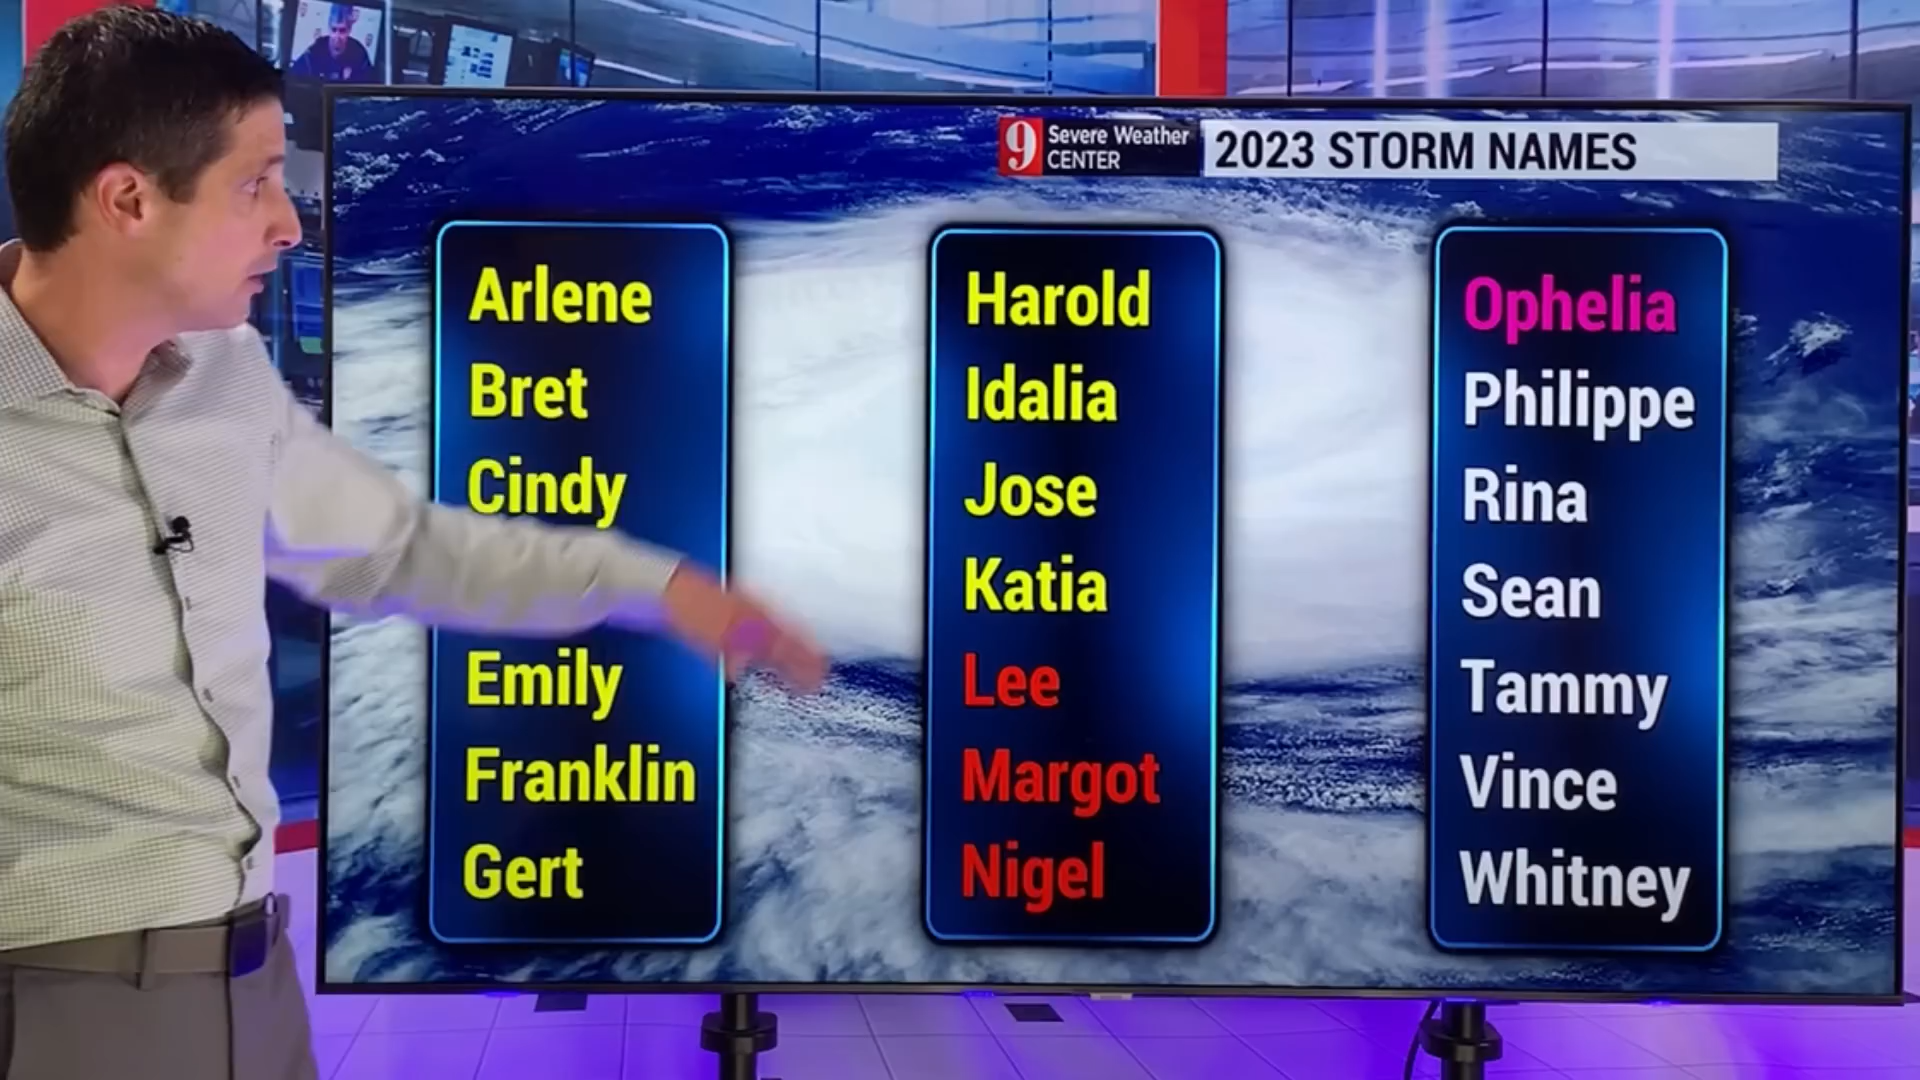 9 Severe Weather
CENTER
2023 STORM NAMES
Arlene
Bret
Cindy
Emily
Franklin
Gert
Harold
Idalia
Jose
Katia
Lee
Margot
Nigel
Ophelia
Philippe
Rina
Sean
Tammy
Vince
Whitney